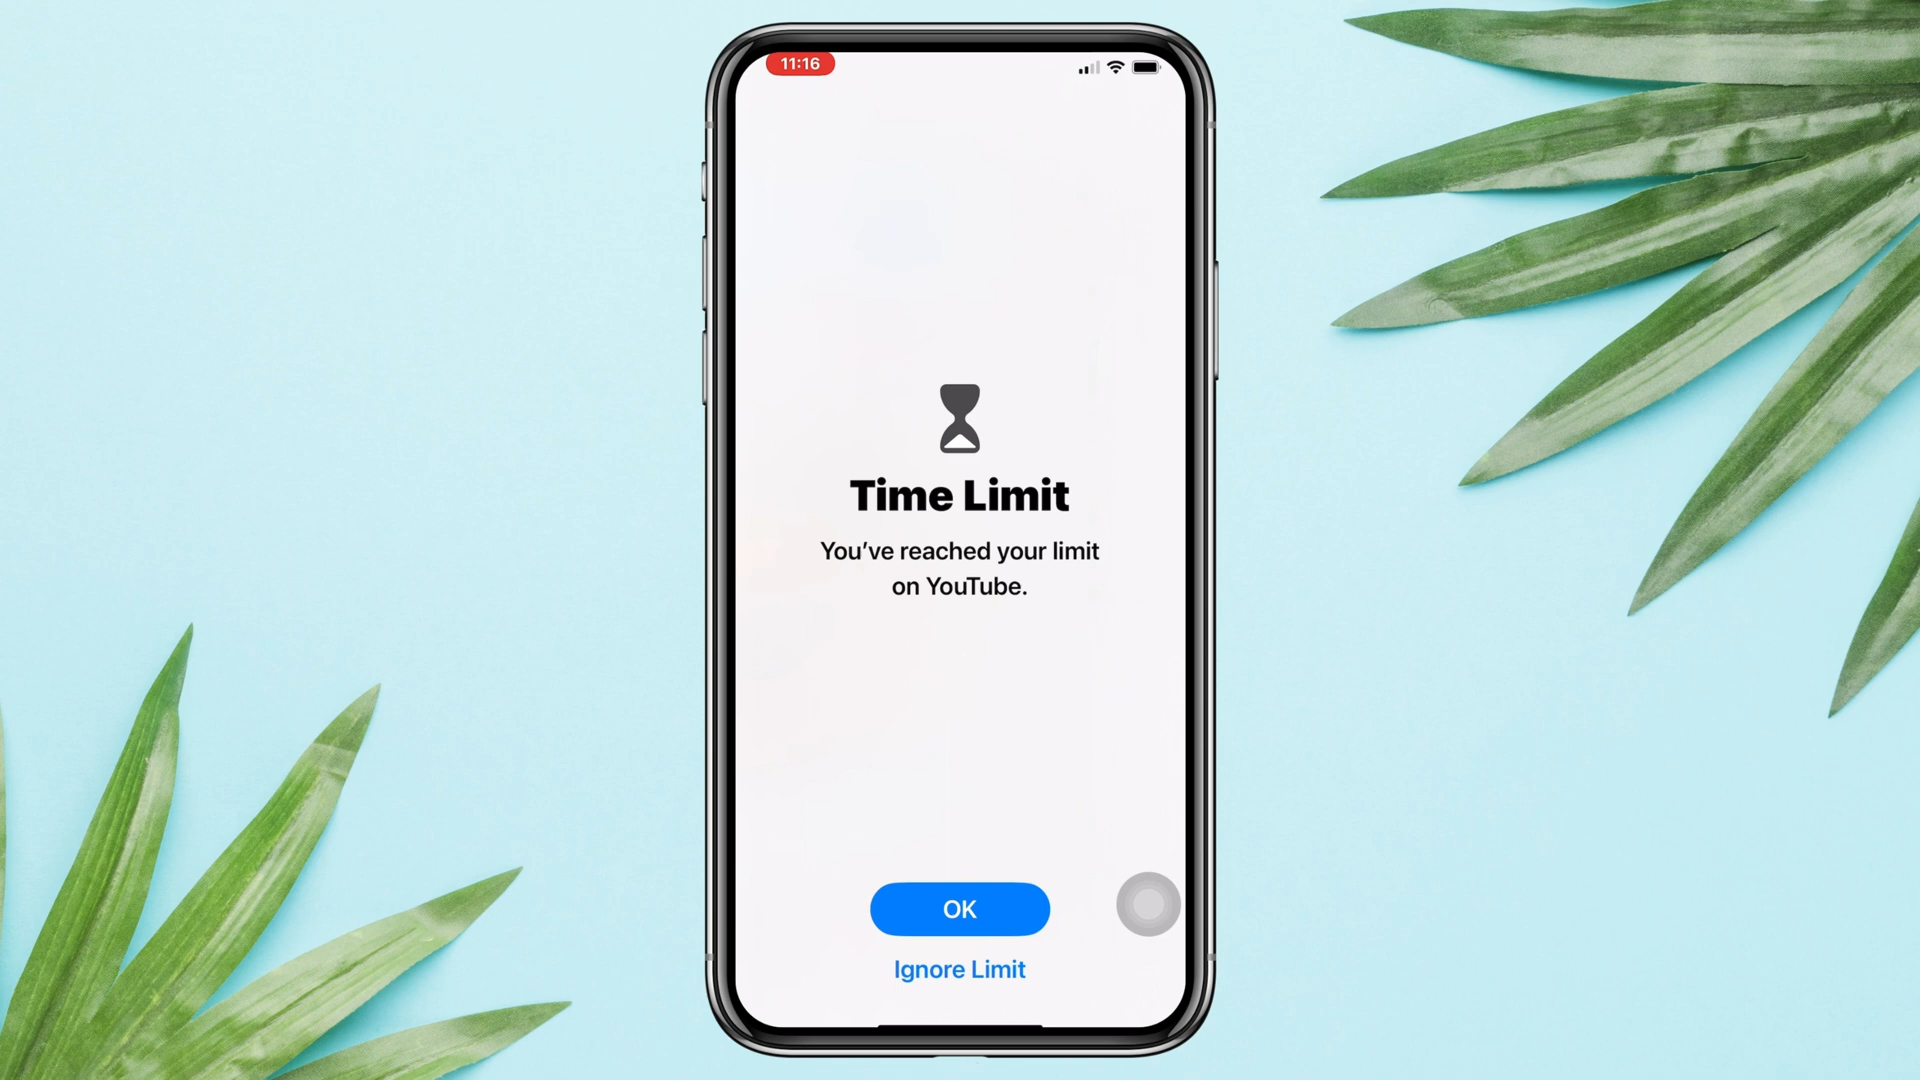 11:16
Time Limit
You’ve reached your limit
on YouTube.
OK
Ignore Limit